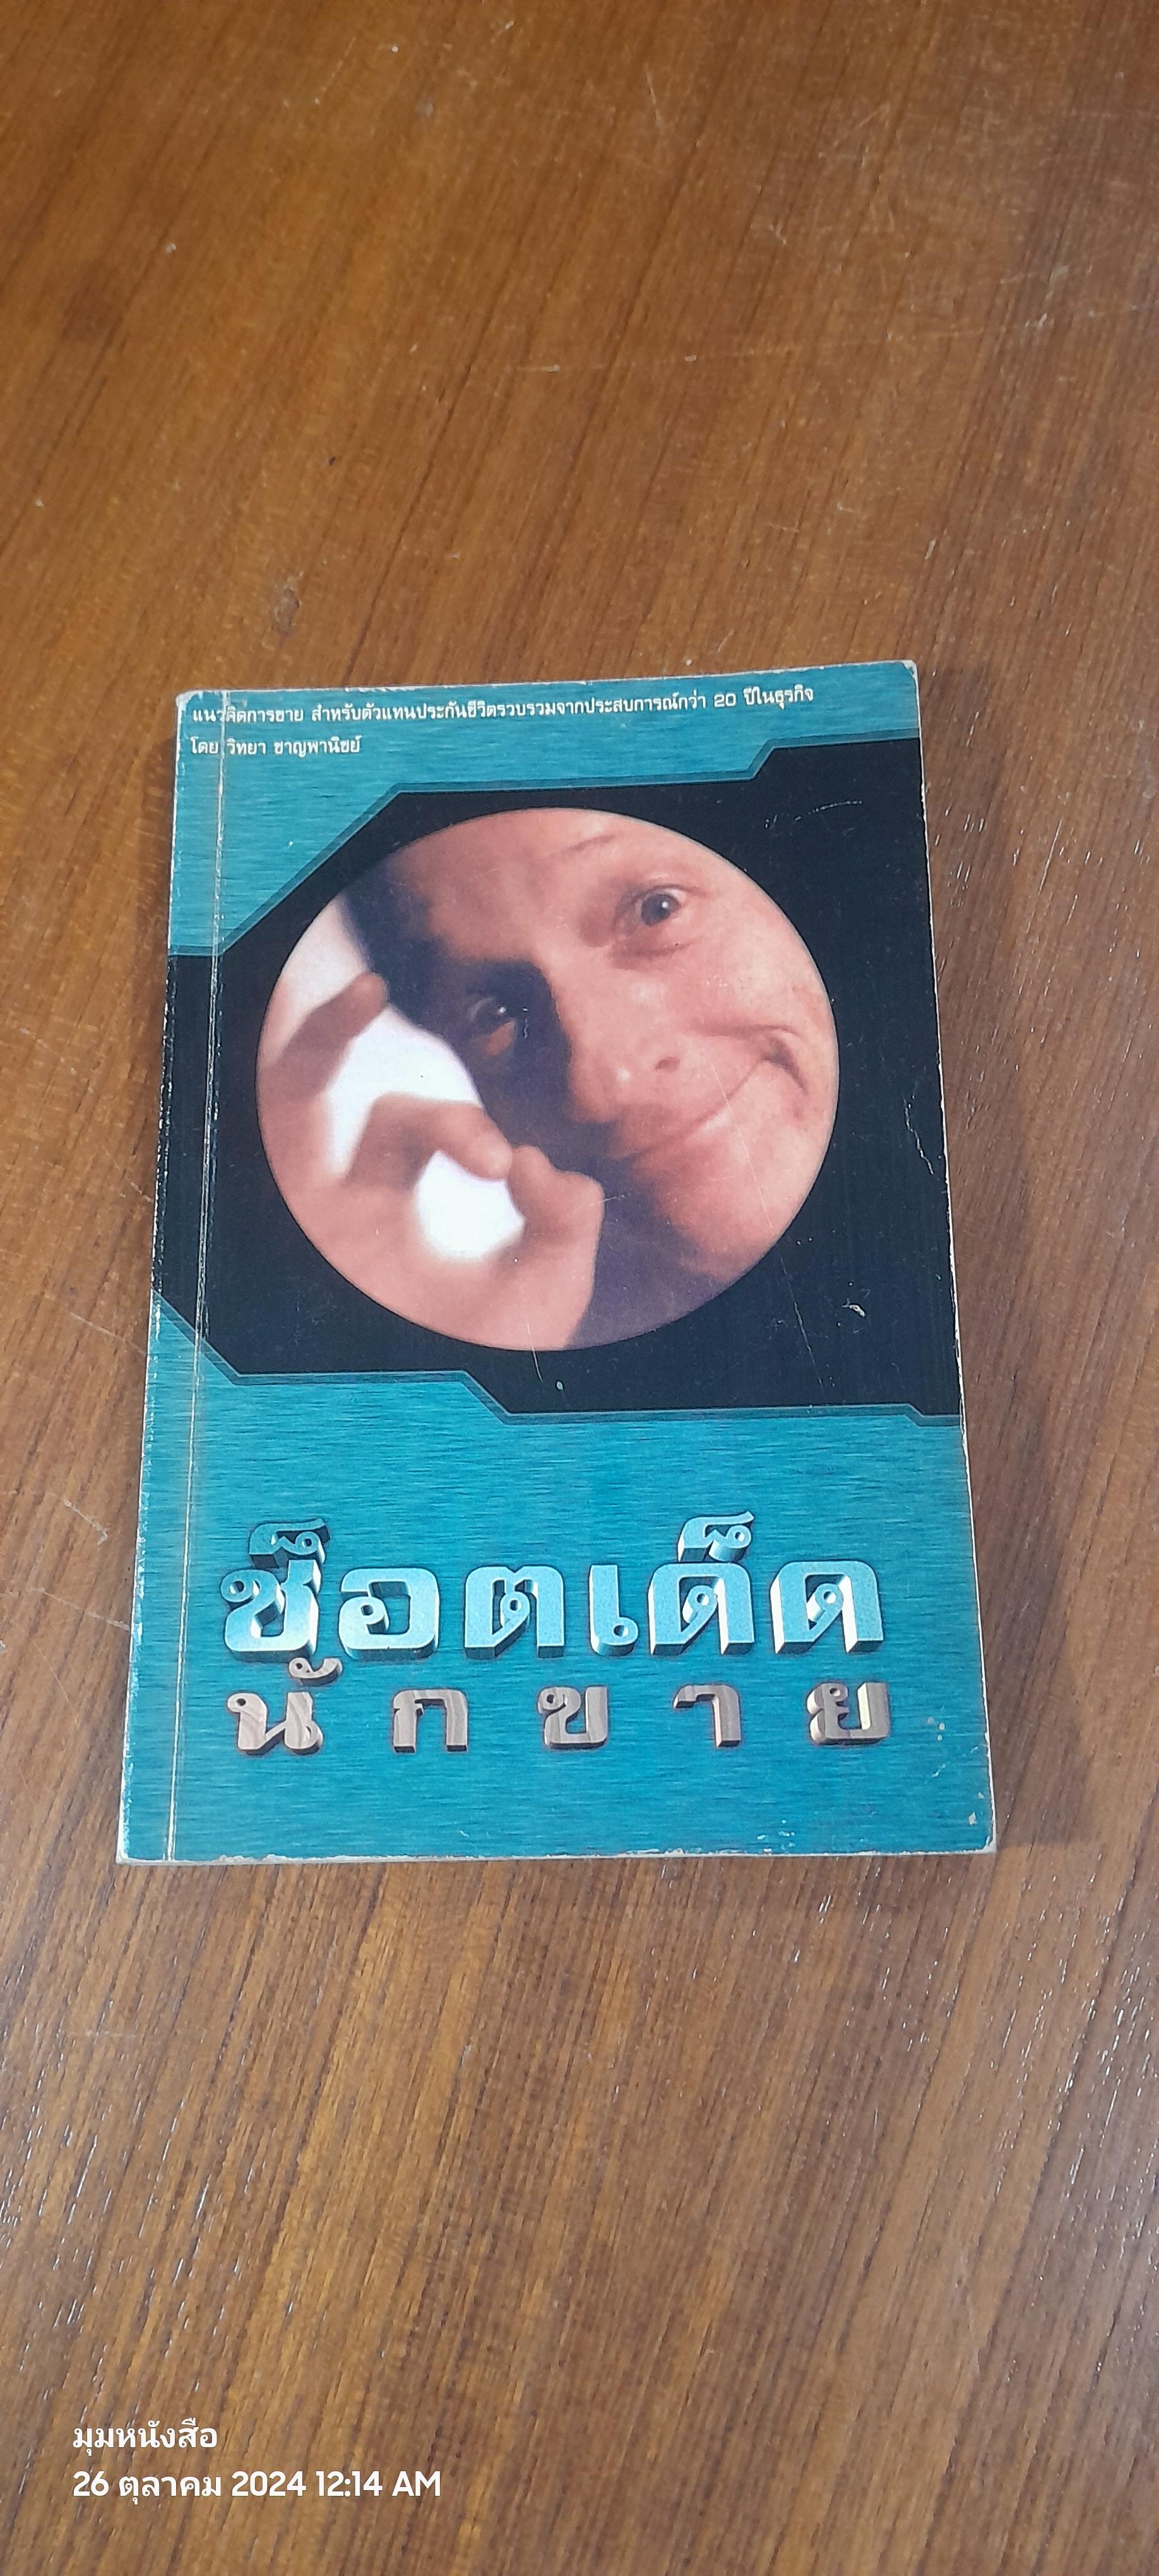 แนวคิดการขาย สำหรับตัวแทนประกันชีวิตรวบรวมจากประสบการณ์กว่า 20 ปีในธุรกิจ
โดย วิทยา ชาญพานิชย์
ช็อตเด็ด
นักขาย
มุมหนังสือ
26 ตุลาคม 2024 12:14 AM